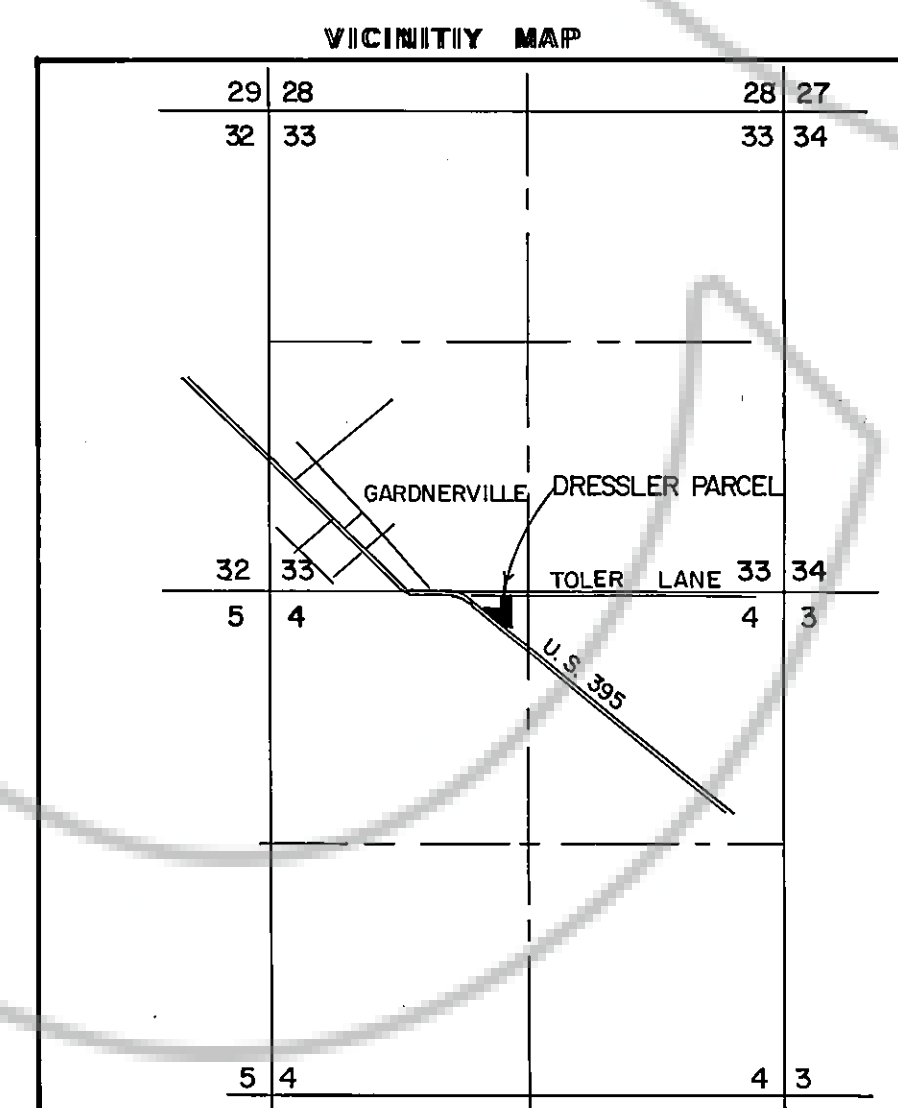 VICINITIY MAP
29 28
28 27
32 33
33 34
GARDNERVILLE
DRESSLER PARCEL
32 33
TOLER LANE
33 34
5 4
4 3
U.S. 395
5 4
4 3